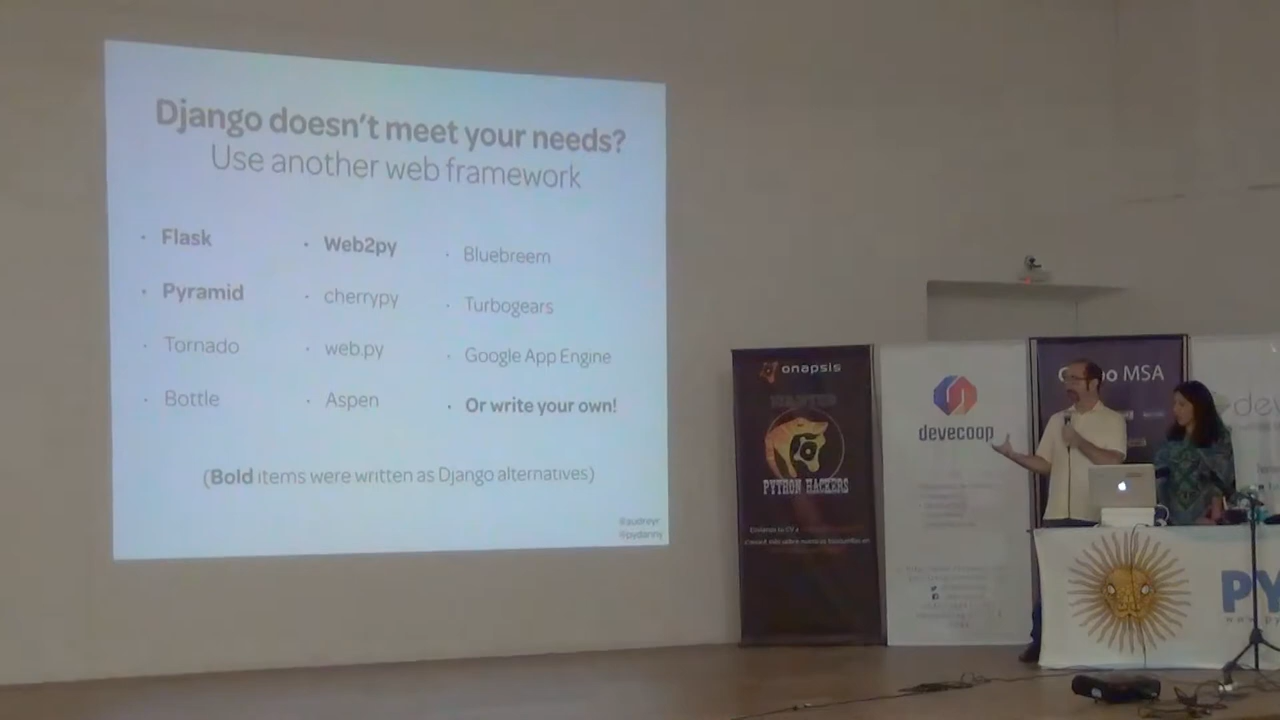 Django doesn't meet your needs?
Use another web framework
· Flask
· Pyramid
· Tornado
· Bottle
· Web2py
· cherrypy
· web.py
· Aspen
· Bluebreem
· Turbogears
· Google App Engine
· Or write your own!
(Bold items were written as Django alternatives)
@audreyr
@pydanny
onapsis
WANTED
PYTHON HACKERS
devecoop
MSA
dev
PY